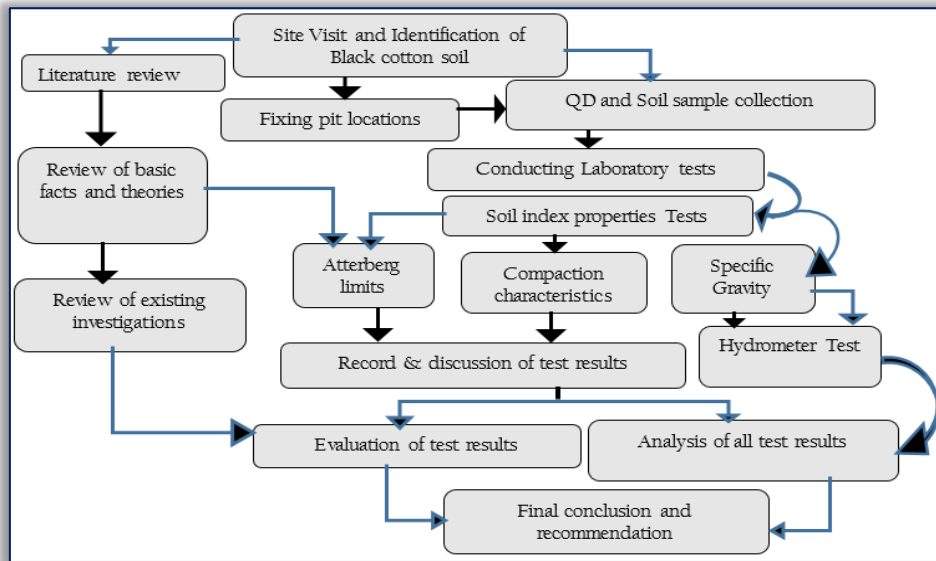 Site Visit and Identification of
Black cotton soil
Literature review
QD and Soil sample collection
Fixing pit locations
Review of basic
facts and theories
Conducting Laboratory tests
Soil index properties Tests
Atterberg
limits
Compaction
characteristics
Specific
Gravity
Review of existing
investigations
Hydrometer Test
Record & discussion of test results
Evaluation of test results
Analysis of all test results
Final conclusion and
recommendation